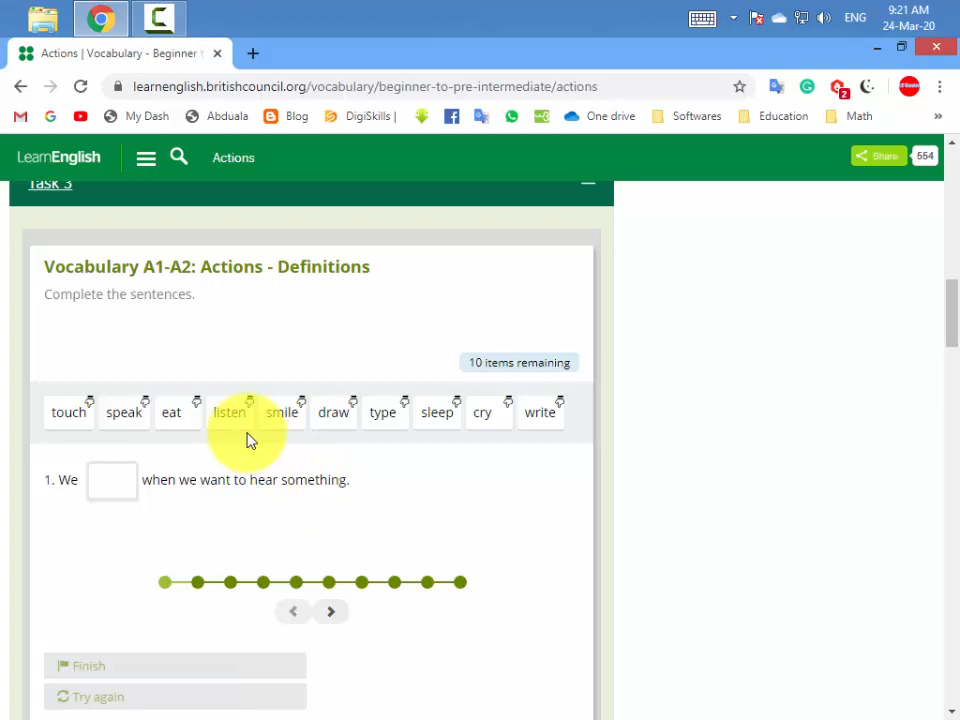 9:21 AM
ENG
24-Mar-20
Actions | Vocabulary - Beginner t
learnenglish.britishcouncil.org/vocabulary/beginner-to-pre-intermediate/actions
2
My Dash
Abduala
Blog
DigiSkills |
One drive
Softwares
Education
Math
»
LearnEnglish
Actions
Share
554
Task 3
Vocabulary A1-A2: Actions - Definitions
Complete the sentences.
10 items remaining
touch speak eat listen smile draw type sleep cry write
1. We when we want to hear something.
Finish
Try again